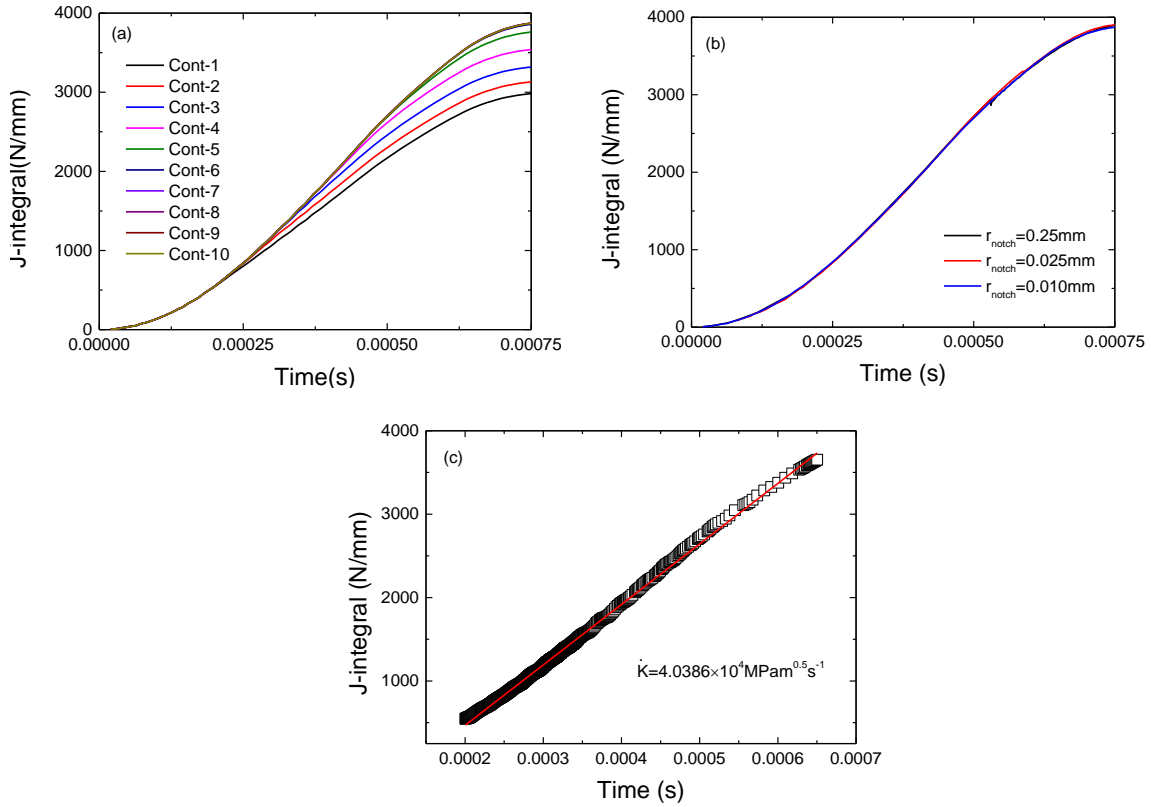 (a)
Cont-1
Cont-2
Cont-3
Cont-4
Cont-5
Cont-6
Cont-7
Cont-8
Cont-9
Cont-10
4000
3000
2000
1000
0
J-integral(N/mm)
0.00000 0.00025 0.00050 0.00075
Time(s)
(b)
4000
3000
2000
1000
0
J-integral (N/mm)
r_notch=0.25mm
r_notch=0.025mm
r_notch=0.010mm
0.00000 0.00025 0.00050 0.00075
Time (s)
(c)
4000
3000
2000
1000
J-integral (N/mm)
K̇=4.0386×10⁴MPam⁰·⁵s⁻¹
0.0002 0.0003 0.0004 0.0005 0.0006 0.0007
Time (s)